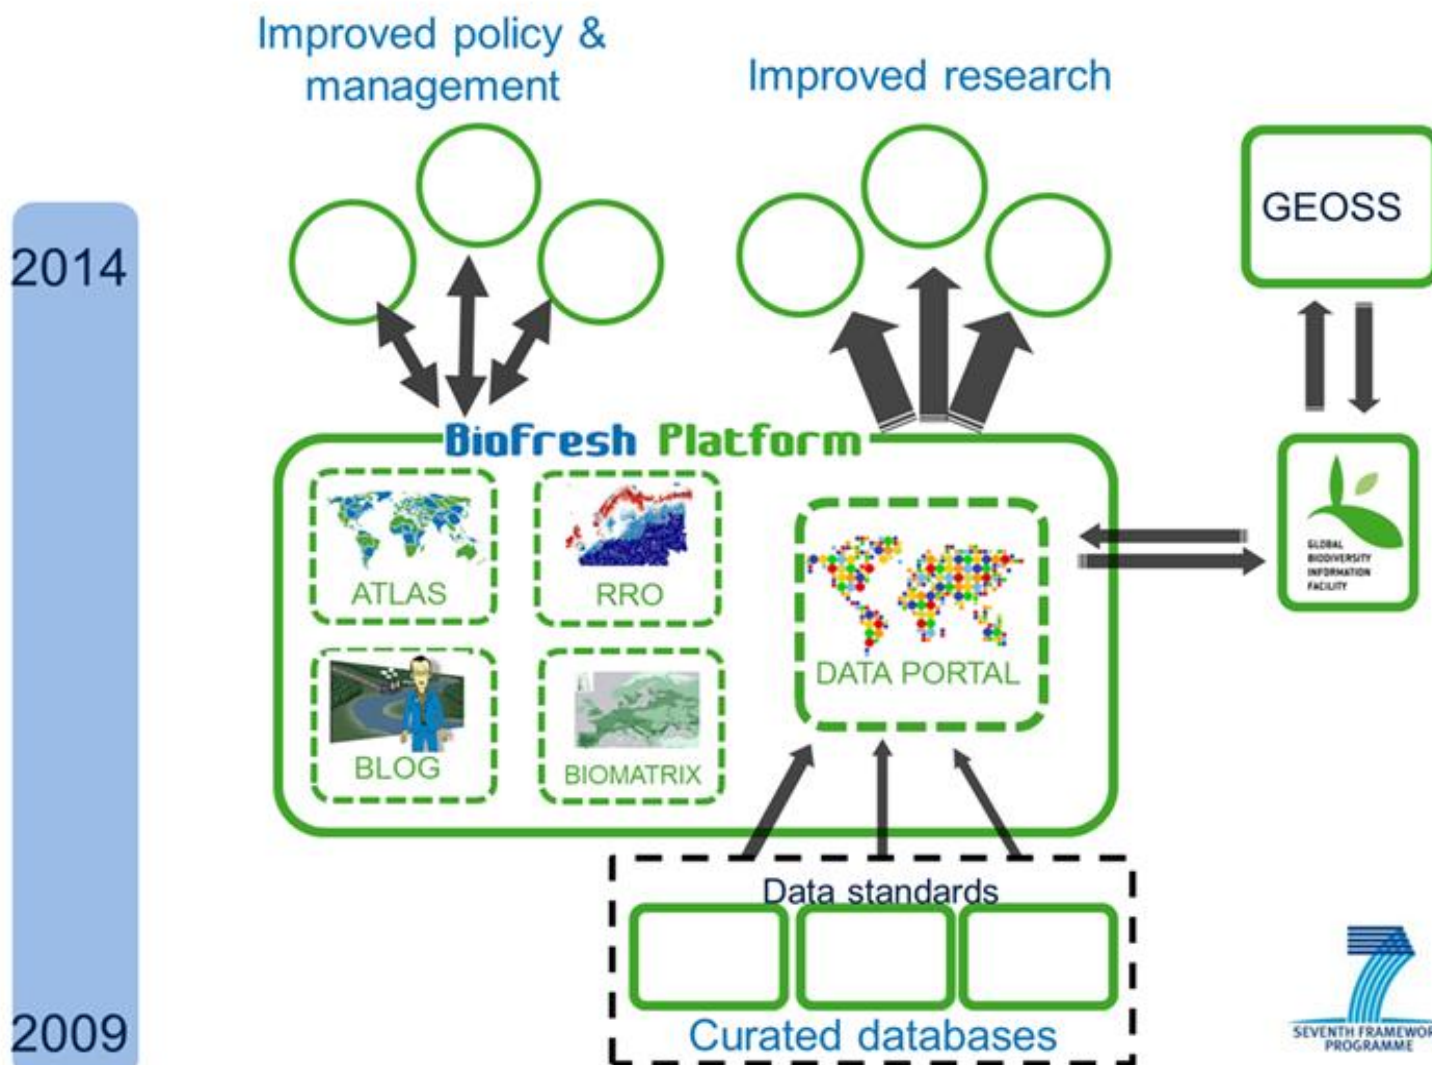 Improved policy &
management
Improved research
GEOSS
2014
BioFresh Platform
ATLAS
RRO
DATA PORTAL
BLOG
BIOMATRIX
GLOBAL
BIODIVERSITY
INFORMATION
FACILITY
Data standards
Curated databases
2009
7
SEVENTH FRAMEWOR
PROGRAMME